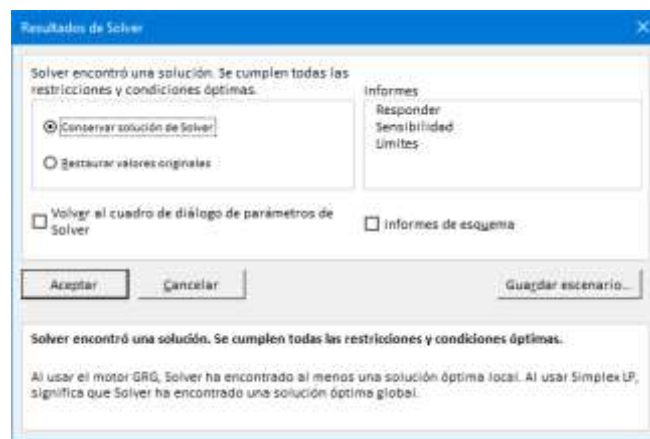 Resultados de Solver
Solver encontró una solución. Se cumplen todas las
restricciones y condiciones óptimas.
Informes
Responder
Sensibilidad
Límites
Conservar solución de Solver
Restaurar valores originales
Volver al cuadro de diálogo de parámetros de
Solver
Informes de esquema
Aceptar
Cancelar
Guardar escenario...
Solver encontró una solución. Se cumplen todas las restricciones y condiciones óptimas.
Al usar el motor GRG, Solver ha encontrado al menos una solución óptima local. Al usar Simplex LP,
significa que Solver ha encontrado una solución óptima global.